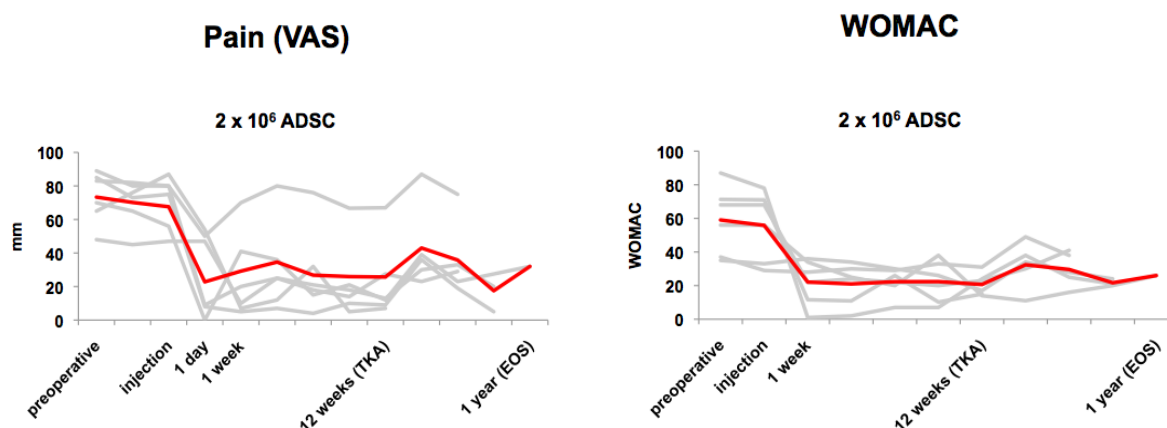 Pain (VAS)
2 x 10⁶ ADSC
mm
100
80
60
40
20
0
preoperative
injection
1 day
1 week
12 weeks (TKA)
1 year (EOS)
WOMAC
2 x 10⁶ ADSC
WOMAC
100
80
60
40
20
0
preoperative
injection
1 week
12 weeks (TKA)
1 year (EOS)